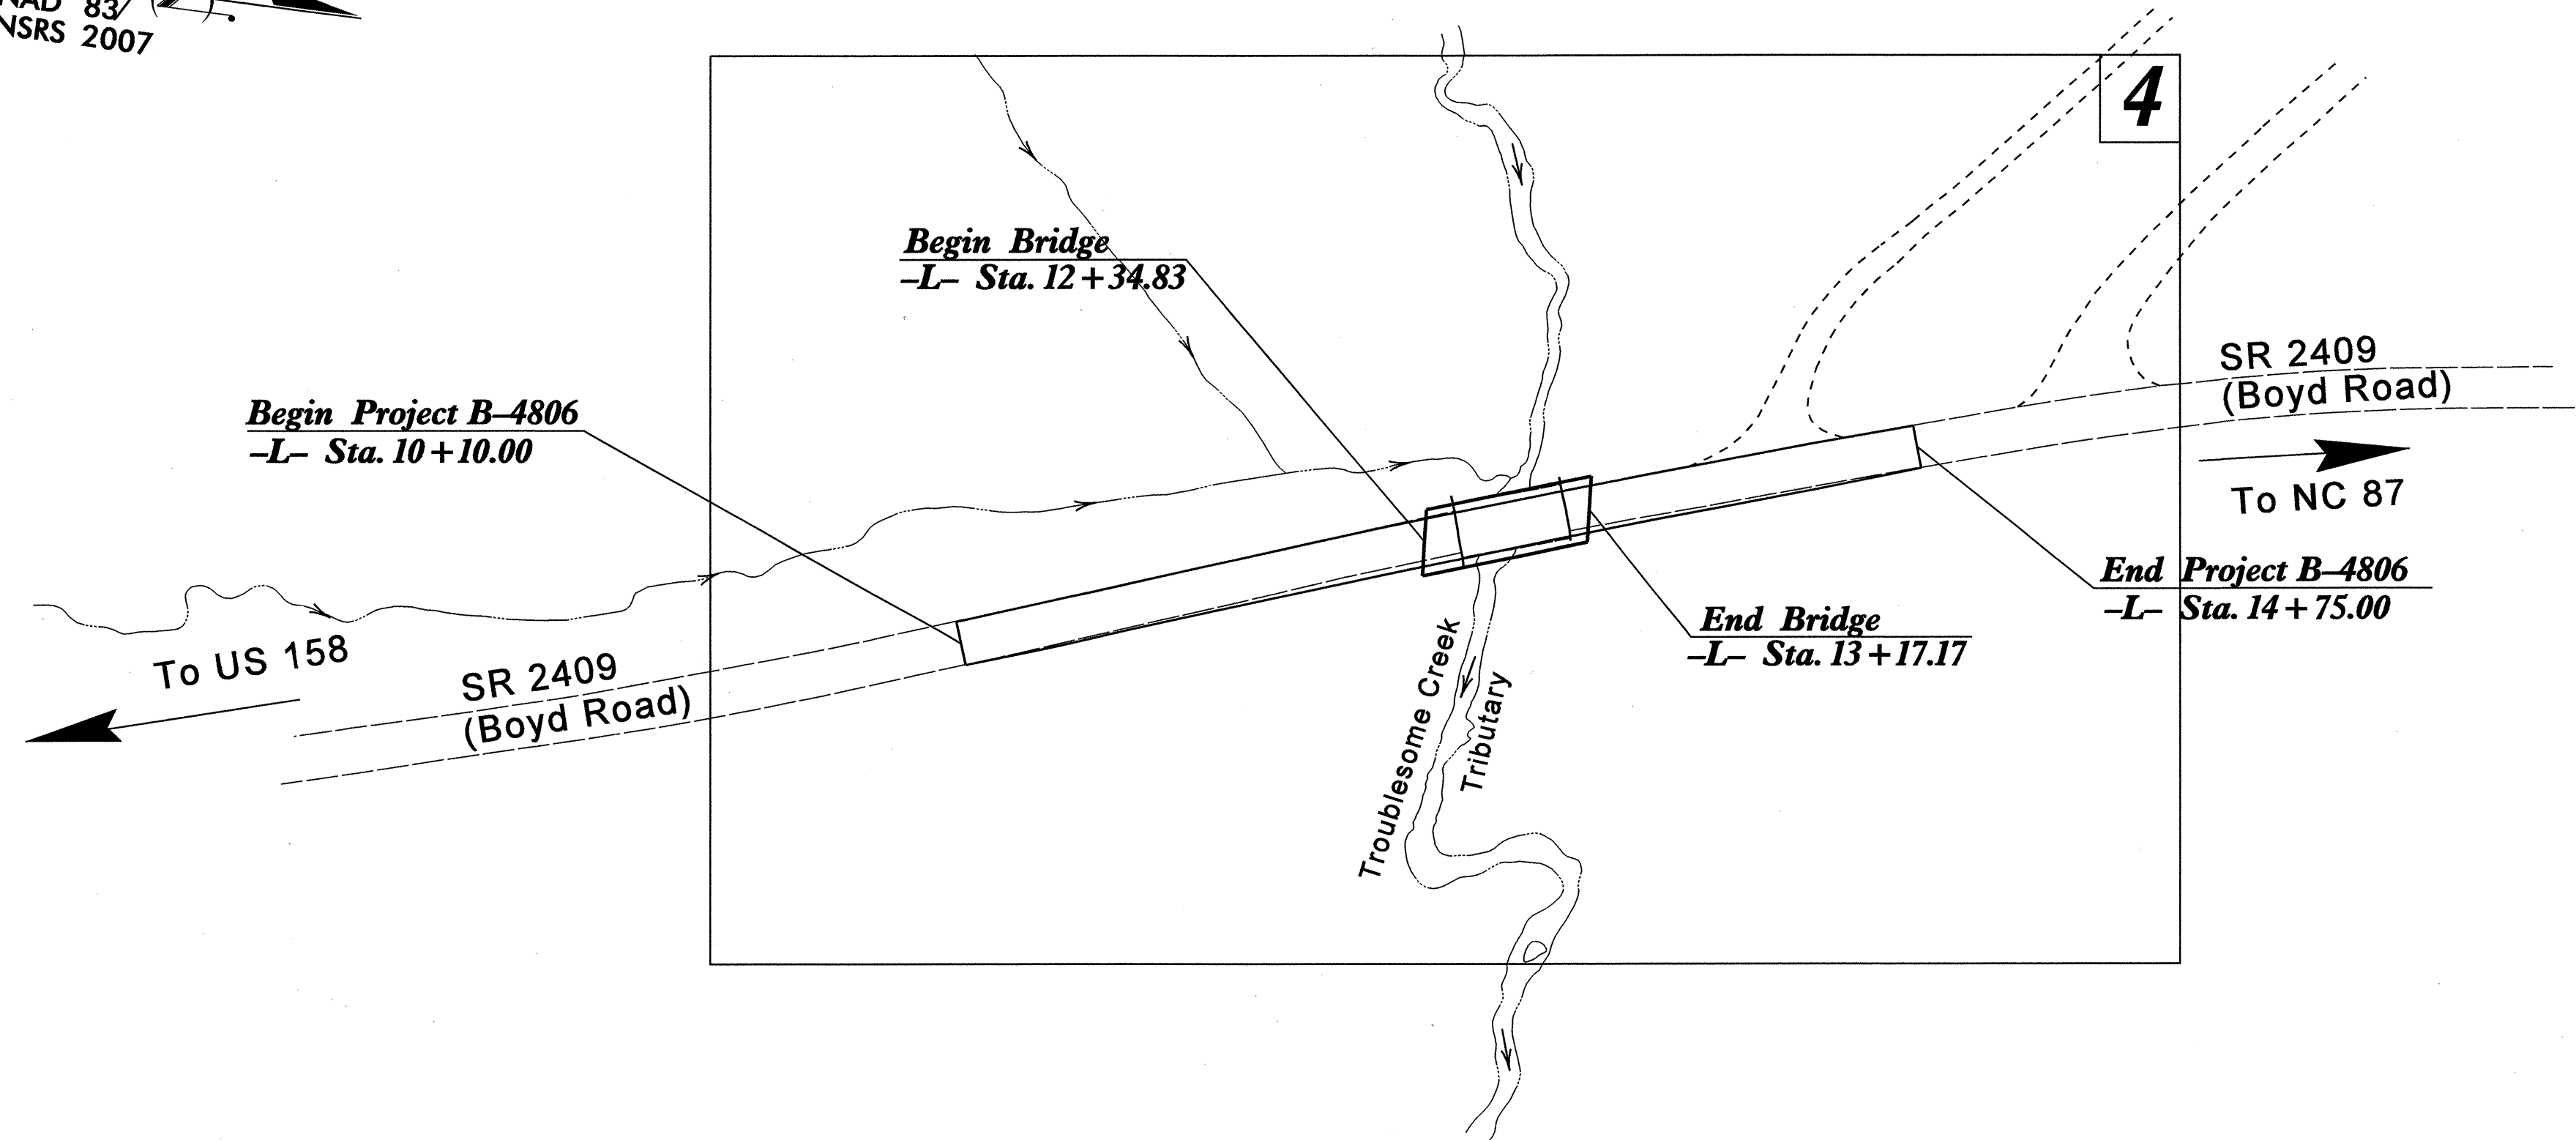 NAD 83/
NSRS 2007
4
Begin Bridge
–L– Sta. 12+34.83
Begin Project B–4806
–L– Sta. 10+10.00
SR 2409
(Boyd Road)
To NC 87
End Project B–4806
–L– Sta. 14+75.00
End Bridge
–L– Sta. 13+17.17
To US 158
SR 2409
(Boyd Road)
Troublesome Creek
Tributary